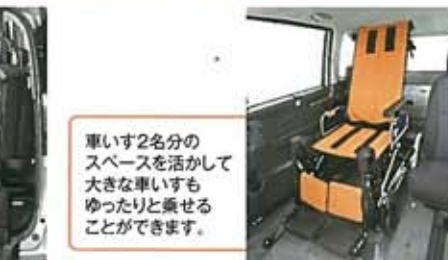 車いす2名分の
スペースを活かして
大きな車いすも
ゆったりと乗せる
ことができます。